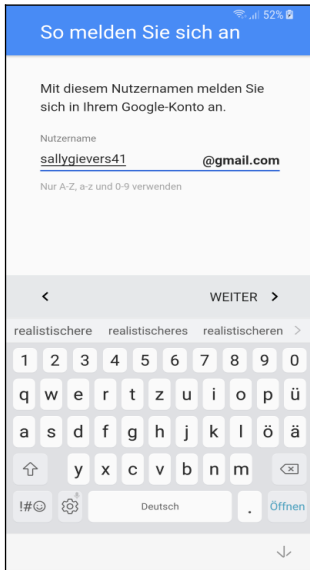 52%
So melden Sie sich an
Mit diesem Nutzernamen melden Sie
sich in Ihrem Google-Konto an.
Nutzername
sallygievers41 @gmail.com
Nur A-Z, a-z und 0-9 verwenden
< WEITER >
realistischere realistischeres realistischeren >
1 2 3 4 5 6 7 8 9 0
q w e r t z u i o p ü
a s d f g h j k l ö ä
y x c v b n m
!#☺ Deutsch . Öffnen